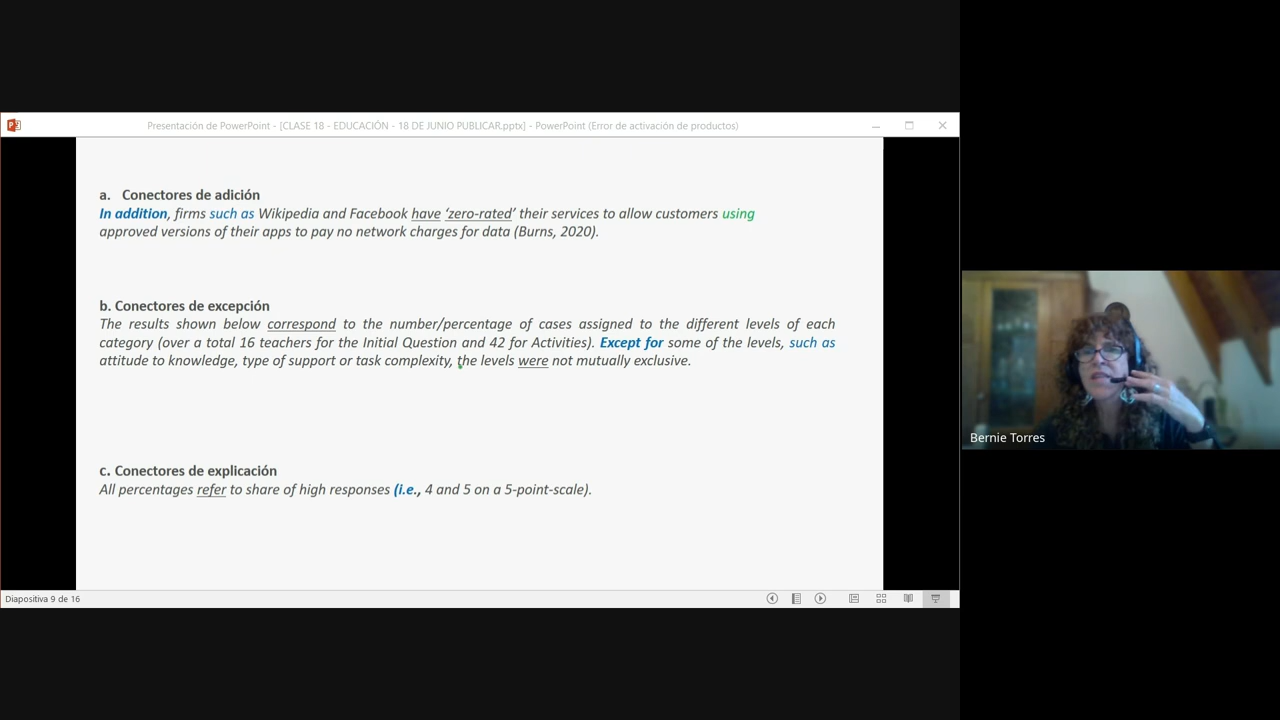 Presentación de PowerPoint - [CLASE 18 - EDUCACIÓN - 18 DE JUNIO PUBLICAR.pptx] - PowerPoint (Error de activación de productos)
a. Conectores de adición
In addition, firms such as Wikipedia and Facebook have ‘zero-rated’ their services to allow customers using
approved versions of their apps to pay no network charges for data (Burns, 2020).
b. Conectores de excepción
The results shown below correspond to the number/percentage of cases assigned to the different levels of each
category (over a total 16 teachers for the Initial Question and 42 for Activities). Except for some of the levels, such as
attitude to knowledge, type of support or task complexity, the levels were not mutually exclusive.
c. Conectores de explicación
All percentages refer to share of high responses (i.e., 4 and 5 on a 5-point-scale).
Diapositiva 9 de 16
Bernie Torres